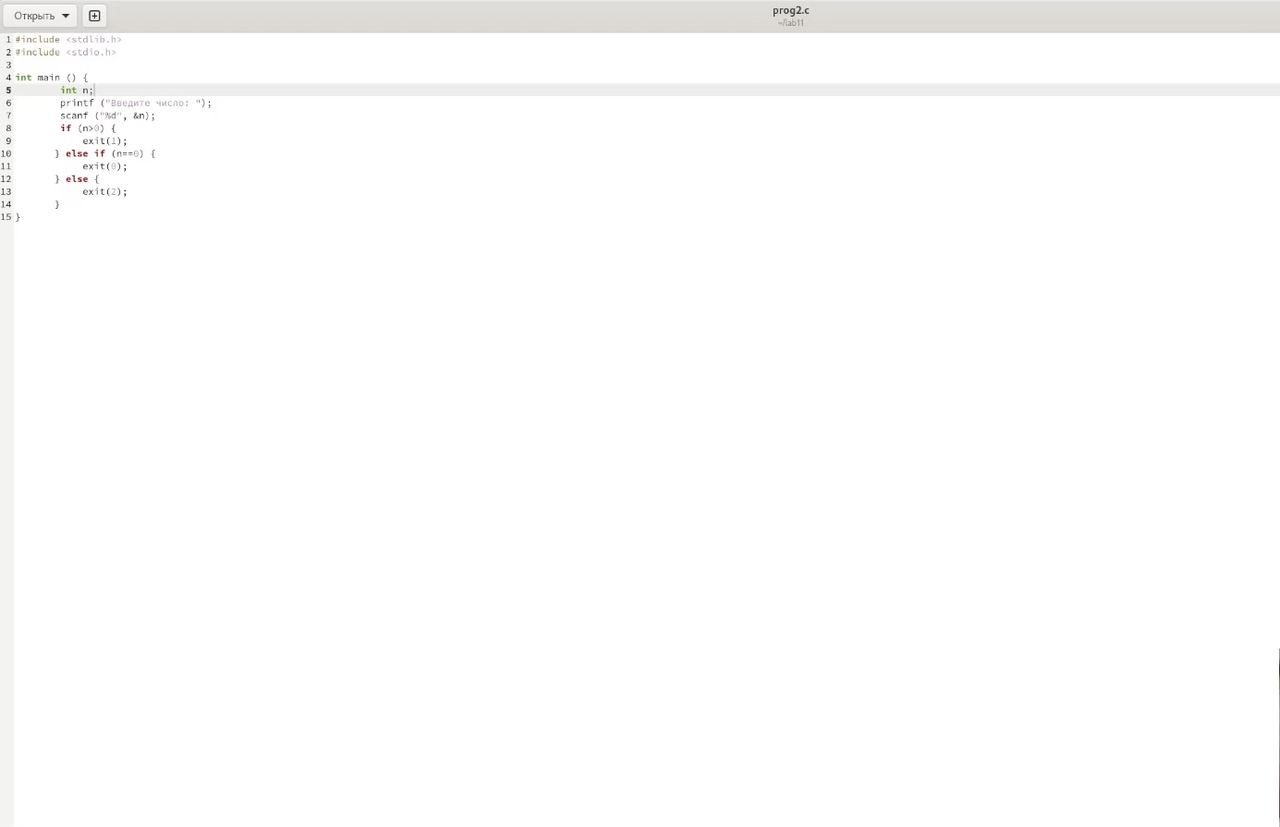 Открыть
prog2.c
~/lab11
1 #include <stdlib.h>
2 #include <stdio.h>
3
4 int main () {
5 int n;
6 printf ("Введите число: ");
7 scanf ("%d", &n);
8 if (n>0) {
9 exit(1);
10 } else if (n==0) {
11 exit(0);
12 } else {
13 exit(2);
14 }
15 }